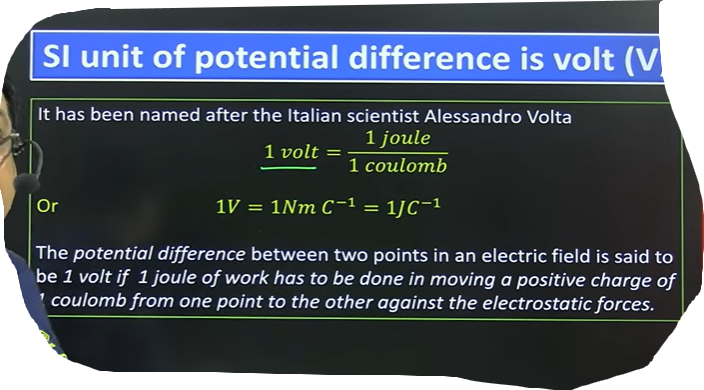 SI unit of potential difference is volt (V
It has been named after the Italian scientist Alessandro Volta
1 volt = 1 joule / 1 coulomb
Or 1V = 1Nm C⁻¹ = 1JC⁻¹
The potential difference between two points in an electric field is said to
be 1 volt if 1 joule of work has to be done in moving a positive charge of
coulomb from one point to the other against the electrostatic forces.